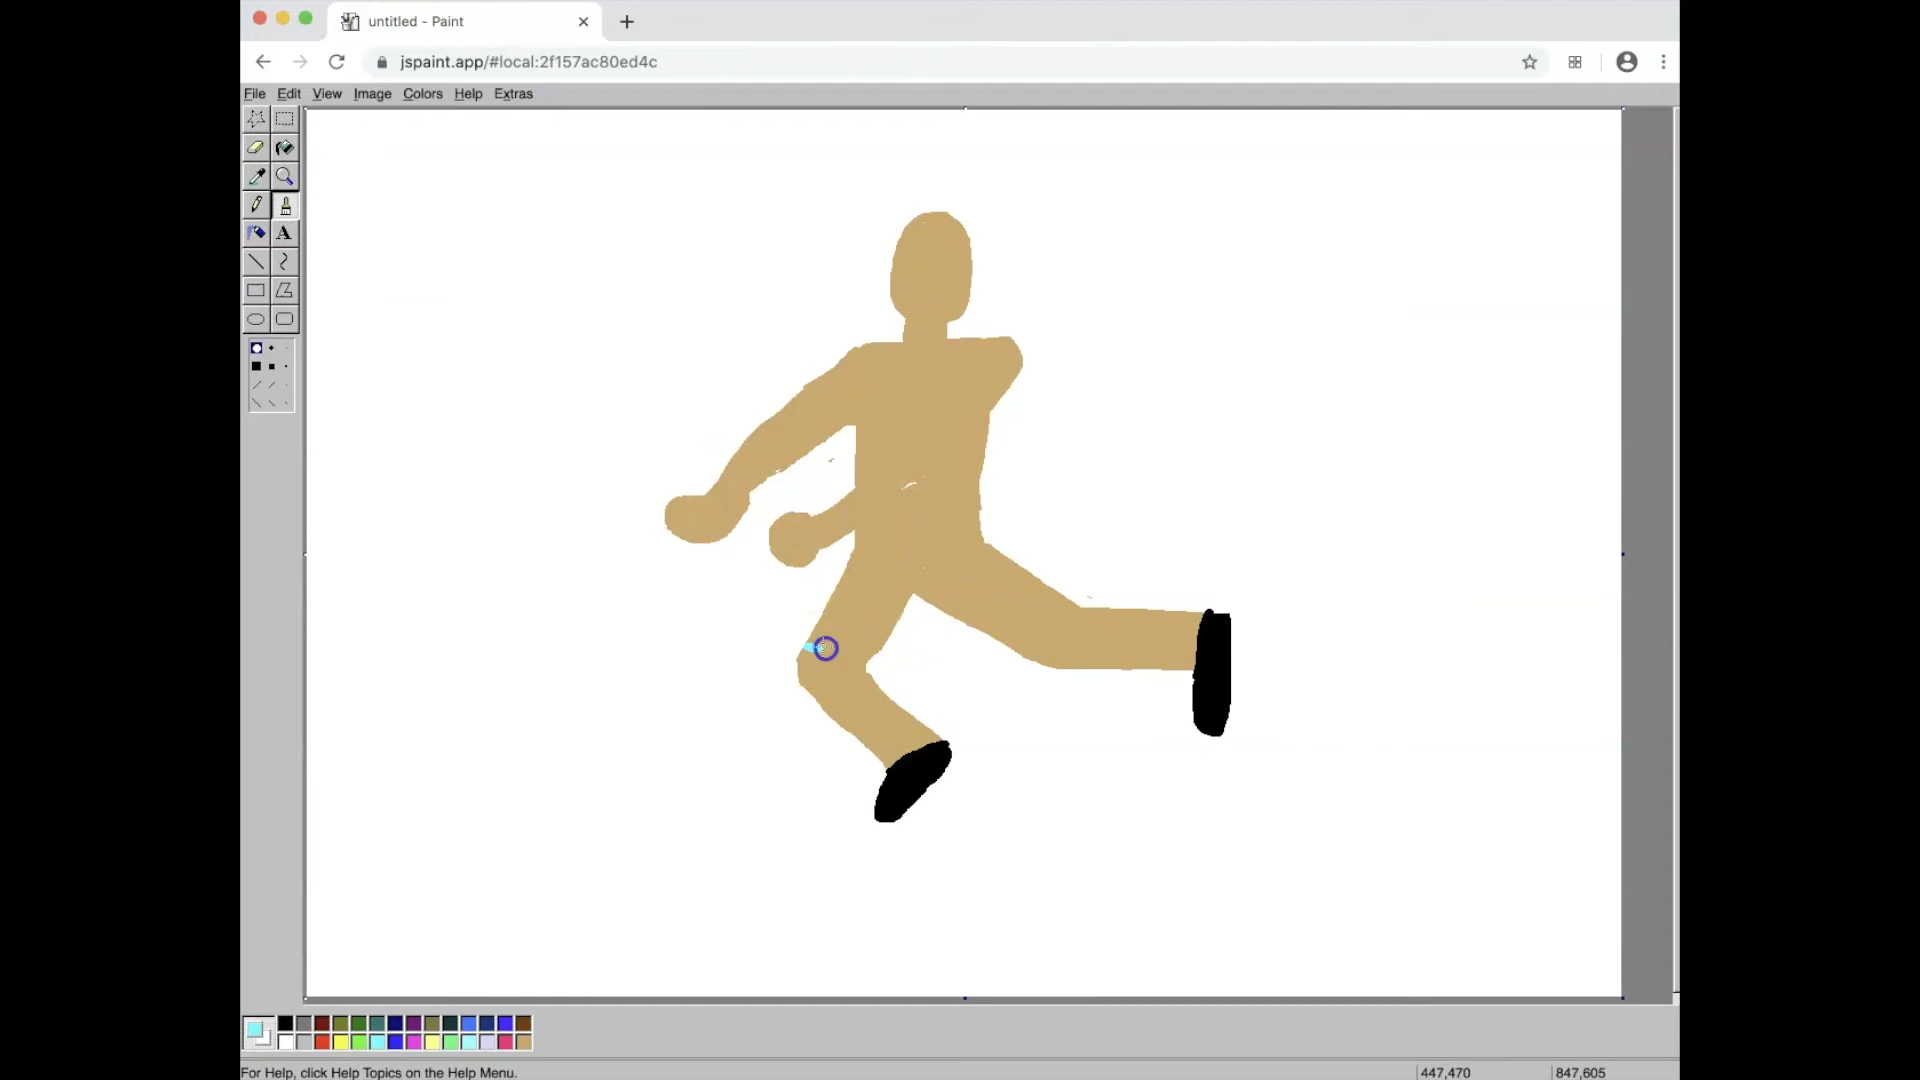 untitled - Paint
jspaint.app/#local:2f157ac80ed4c
File Edit View Image Colors Help Extras
A
For Help, click Help Topics on the Help Menu.
447,470
847,605